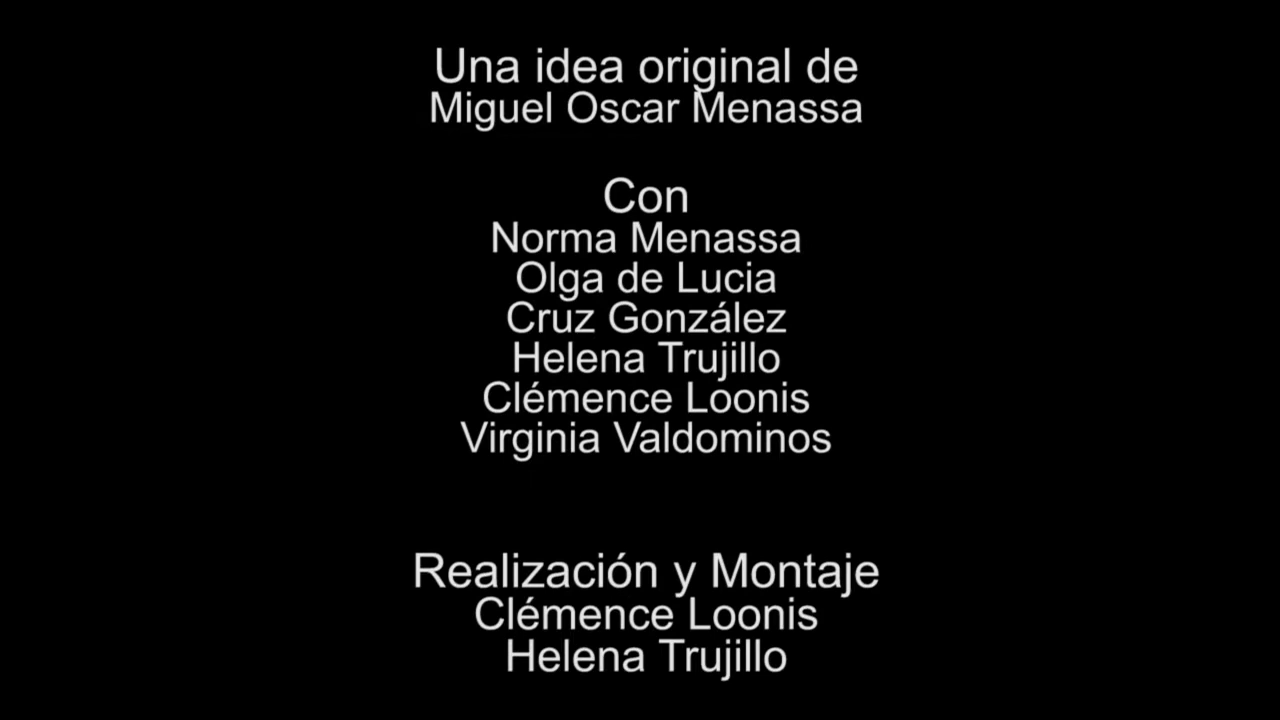 Una idea original de
Miguel Oscar Menassa
Con
Norma Menassa
Olga de Lucia
Cruz González
Helena Trujillo
Clémence Loonis
Virginia Valdominos
Realización y Montaje
Clémence Loonis
Helena Trujillo